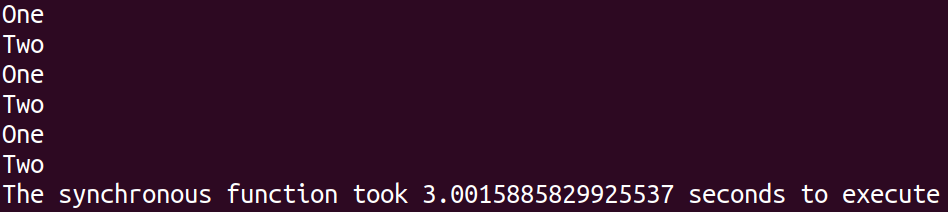 One
Two
One
Two
One
Two
The synchronous function took 3.0015885829925537 seconds to execute